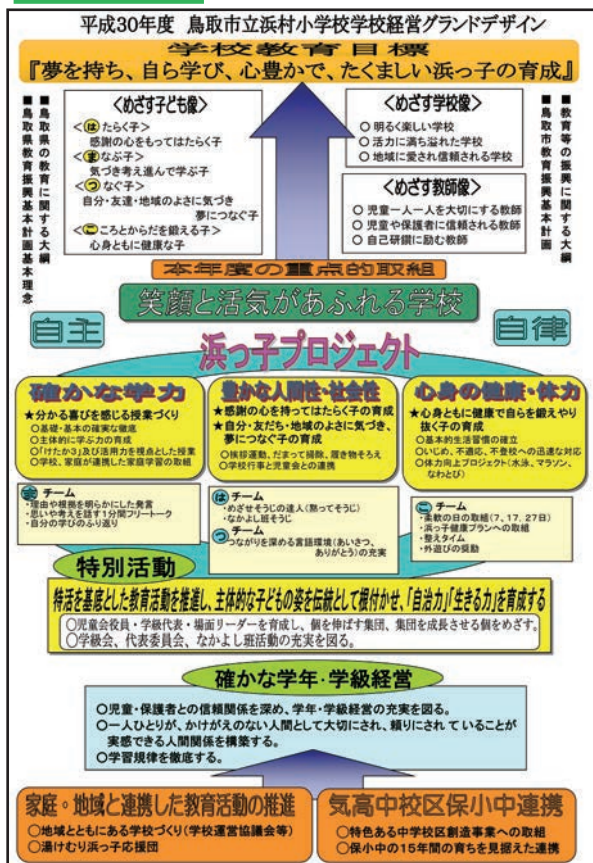 平成30年度 鳥取市立浜村小学校学校経営グランドデザイン
学校教育目標
『夢を持ち、自ら学び、心豊かで、たくましい浜っ子の育成』
■鳥取県の教育に関する大綱
■鳥取県教育振興基本計画基本理念
<めざす子ども像>
<はたらく子>
感謝の心をもってはたらく子
<まなぶ子>
気づき考え進んで学ぶ子
<つなぐ子>
自分・友達・地域のよさに気づき
夢につなぐ子
<こころとからだを鍛える子>
心身ともに健康な子
<めざす学校像>
○ 明るく楽しい学校
○ 活力に満ち溢れた学校
○ 地域に愛され信頼される学校
<めざす教師像>
○ 児童一人一人を大切にする教師
○ 児童や保護者に信頼される教師
○ 自己研鑽に励む教師
■教育等の振興に関する大綱
■鳥取市教育振興基本計画
本年度の重点的取組
笑顔と活気があふれる学校
自主
自律
浜っ子プロジェクト
確かな学力
★分かる喜びを感じる授業づくり
○基礎・基本の確実な徹底
○主体的に学ぶ力の育成
○「けたか3」及び活用力を視点とした授業
○学校、家庭が連携した家庭学習の取組
豊かな人間性・社会性
★感謝の心を持ってはたらく子の育成
★自分・友だち・地域のよさに気づき、
夢につなぐ子の育成
○挨拶運動、だまって掃除、履き物そろえ
○学校行事と児童会との連携
心身の健康・体力
★心身ともに健康で自らを鍛えやり
抜く子の育成
○基本的生活習慣の確立
○いじめ、不適応、不登校への迅速な対応
○体力向上プロジェクト(水泳、マラソン、
なわとび)
ま チーム
・理由や根拠を明らかにした発言
・思いや考えを話す1分間フリートーク
・自分の学びのふり返り
は チーム
・めざせそうじの達人(黙ってそうじ)
・なかよし班そうじ
つ チーム
・つながりを深める言語環境(あいさつ、
ありがとう)の充実
こ チーム
・柔軟の日の取組(7、17、27日)
・浜っ子健康プランへの取組
・整えタイム
・外遊びの奨励
特別活動
特活を基底とした教育活動を推進し、主体的な子どもの姿を伝統として根付かせ、「自治力」「生きる力」を育成する
○児童会役員・学級代表・場面リーダーを育成し、個を伸ばす集団、集団を成長させる個をめざす。
○学級会、代表委員会、なかよし班活動の充実を図る。
確かな学年・学級経営
○児童・保護者との信頼関係を深め、学年・学級経営の充実を図る。
○一人ひとりが、かけがえのない人間として大切にされ、頼りにされていることが
実感できる人間関係を構築する。
○学習規律を徹底する。
家庭・地域と連携した教育活動の推進
○地域とともにある学校づくり(学校運営協議会等)
○湯けむり浜っ子応援団
気高中校区保小中連携
○特色ある中学校区創造事業への取組
○保小中の15年間の育ちを見据えた連携